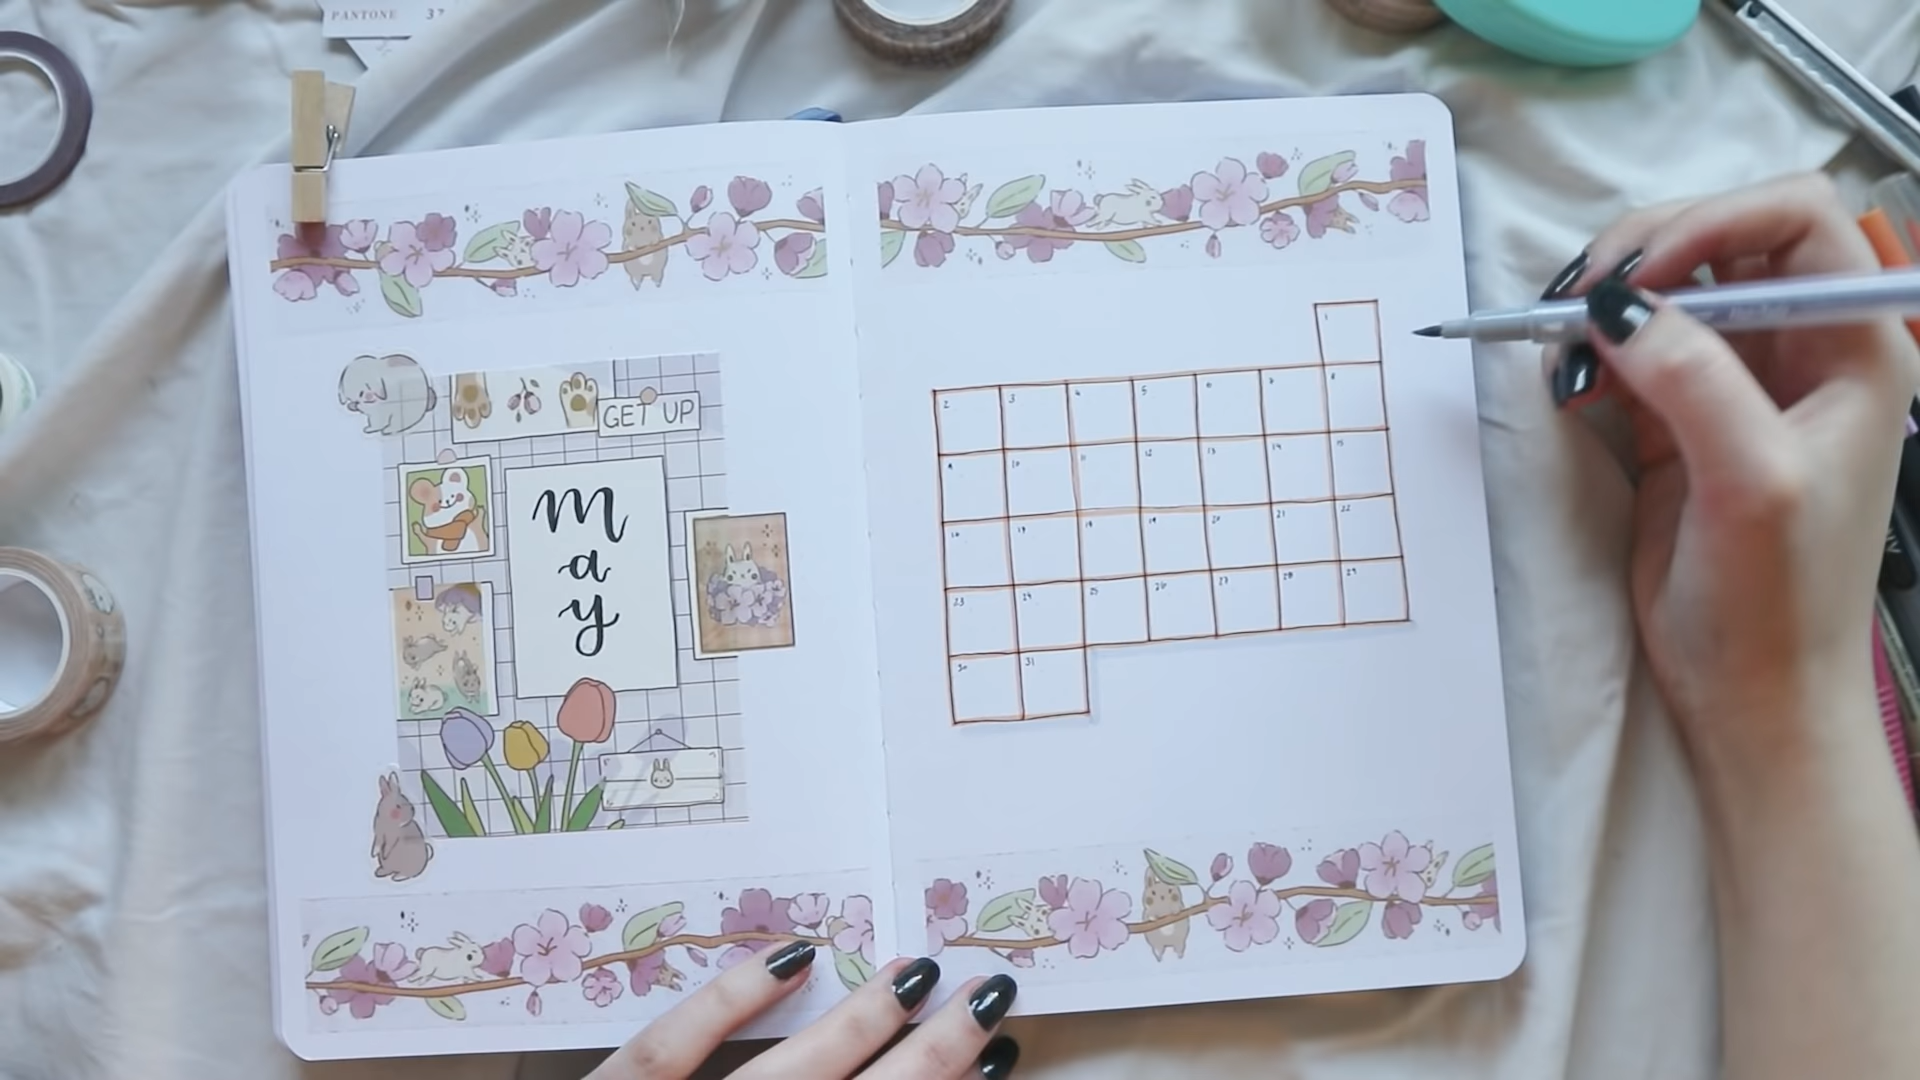 PANTONE 37
GET UP
m
a
y
1
2 3 4 5 6 7 8
9 10 11 12 13 14 15
16 17 18 19 20 21 22
23 24 25 26 27 28 29
30 31